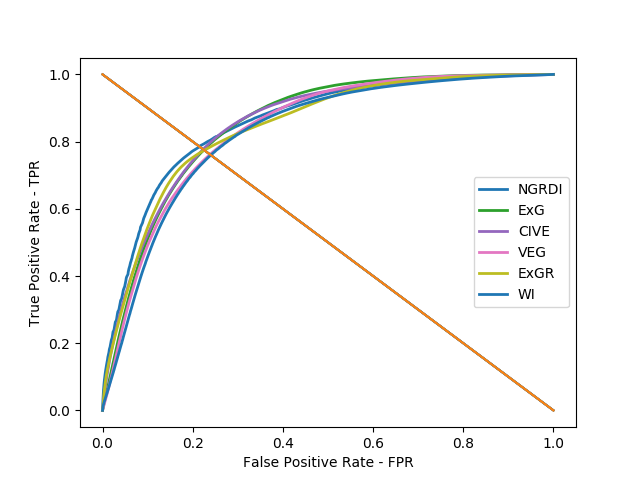 1.0
0.8
0.6
0.4
0.2
0.0
True Positive Rate - TPR
NGRDI
ExG
CIVE
VEG
ExGR
WI
0.0 0.2 0.4 0.6 0.8 1.0
False Positive Rate - FPR